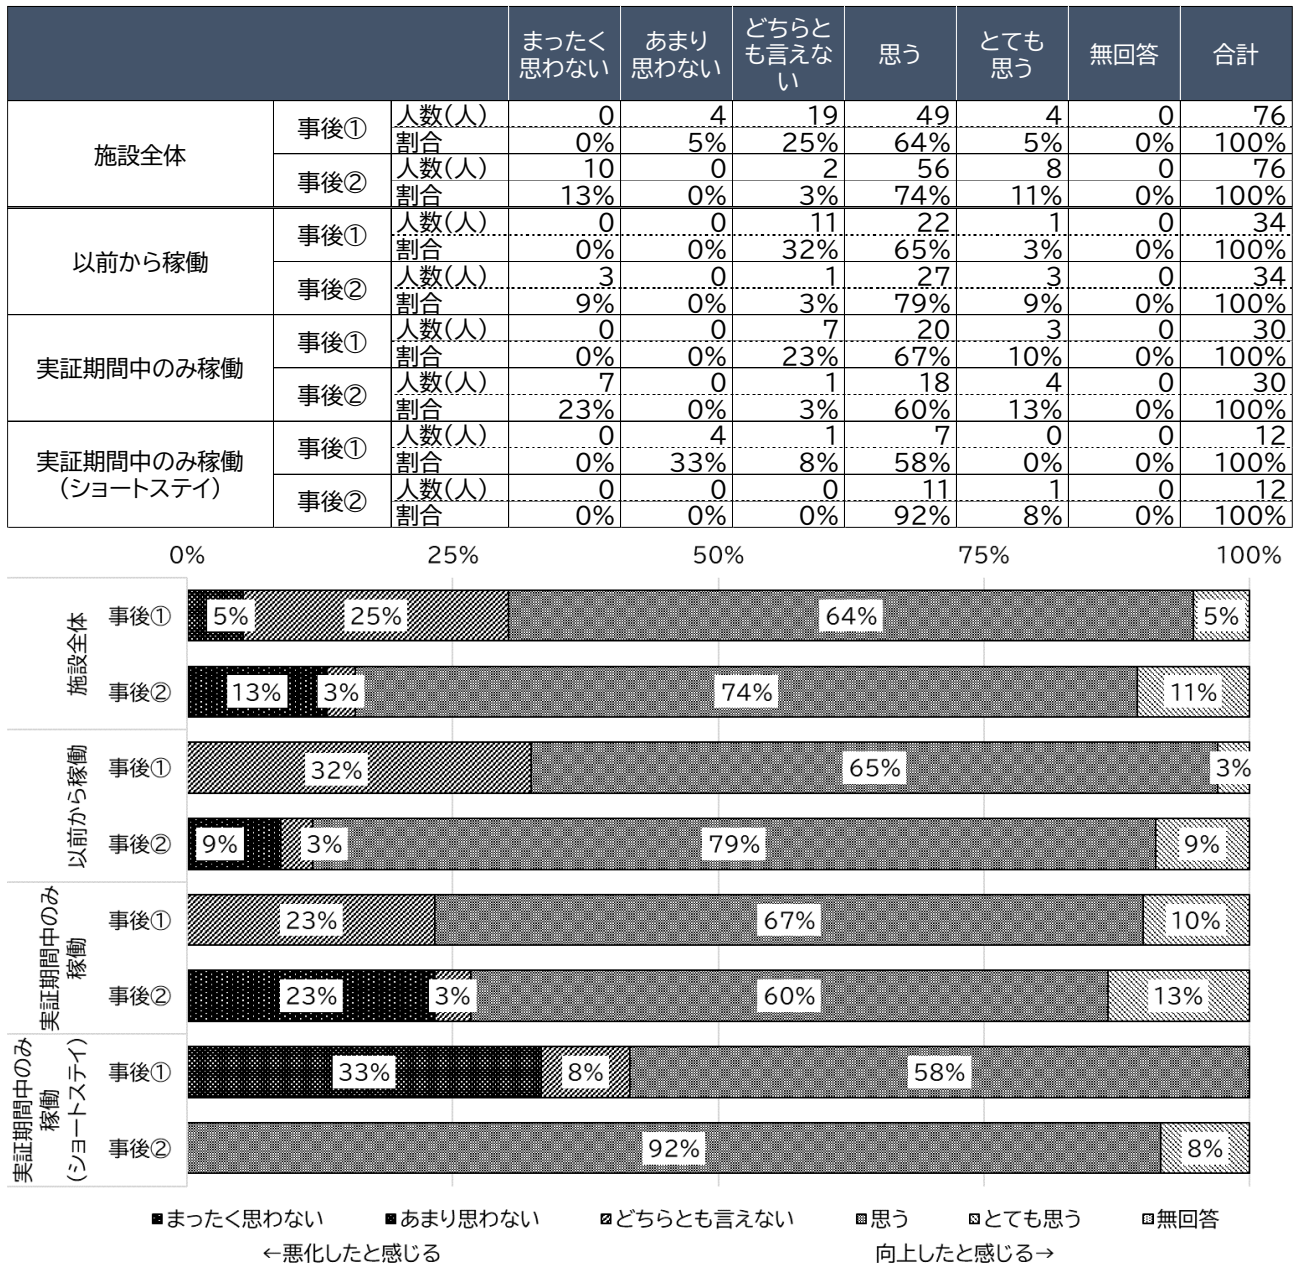 まったく思わない あまり思わない どちらとも言えない 思う とても思う 無回答 合計
施設全体 事後① 人数(人) 0 4 19 49 4 0 76
割合 0% 5% 25% 64% 5% 0% 100%
事後② 人数(人) 10 0 2 56 8 0 76
割合 13% 0% 3% 74% 11% 0% 100%
以前から稼働 事後① 人数(人) 0 0 11 22 1 0 34
割合 0% 0% 32% 65% 3% 0% 100%
事後② 人数(人) 3 0 1 27 3 0 34
割合 9% 0% 3% 79% 9% 0% 100%
実証期間中のみ稼働 事後① 人数(人) 0 0 7 20 3 0 30
割合 0% 0% 23% 67% 10% 0% 100%
事後② 人数(人) 7 0 1 18 4 0 30
割合 23% 0% 3% 60% 13% 0% 100%
実証期間中のみ稼働(ショートステイ) 事後① 人数(人) 0 4 1 7 0 0 12
割合 0% 33% 8% 58% 0% 0% 100%
事後② 人数(人) 0 0 0 11 1 0 12
割合 0% 0% 0% 92% 8% 0% 100%
0% 25% 50% 75% 100%
施設全体
事後① 5% 25% 64% 5%
事後② 13% 3% 74% 11%
以前から稼働
事後① 32% 65% 3%
事後② 9% 3% 79% 9%
実証期間中のみ稼働
事後① 23% 67% 10%
事後② 23% 3% 60% 13%
実証期間中のみ稼働(ショートステイ)
事後① 33% 8% 58%
事後② 92% 8%
まったく思わない あまり思わない どちらとも言えない 思う とても思う 無回答
←悪化したと感じる 向上したと感じる→